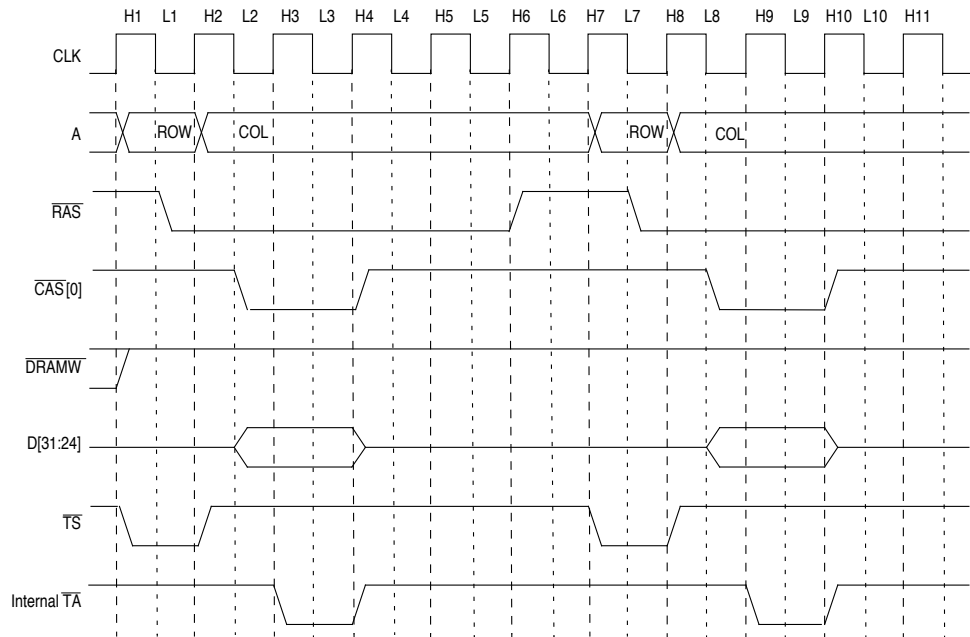 H1 L1 H2 L2 H3 L3 H4 L4 H5 L5 H6 L6 H7 L7 H8 L8 H9 L9 H10 L10 H11
CLK
A ROW COL ROW COL
RAS
CAS[0]
DRAMW
D[31:24]
TS
Internal TA